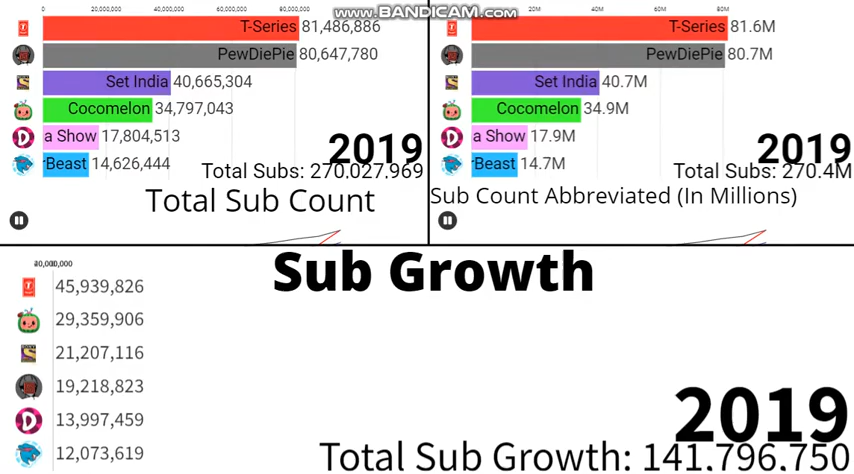 www.BANDICAM.com
0 20,000,000 40,000,000 60,000,000 80,000,000
T-Series 81,486,886
PewDiePie 80,647,780
Set India 40,665,304
Cocomelon 34,797,043
a Show 17,804,513
rBeast 14,626,444
2019
Total Subs: 270.027.969
Total Sub Count
20M 40M 60M 80M
T-Series 81.6M
PewDiePie 80.7M
Set India 40.7M
Cocomelon 34.9M
a Show 17.9M
rBeast 14.7M
2019
Total Subs: 270.4M
Sub Count Abbreviated (In Millions)
Sub Growth
45,939,826
29,359,906
21,207,116
19,218,823
13,997,459
12,073,619
2019
Total Sub Growth: 141.796.750